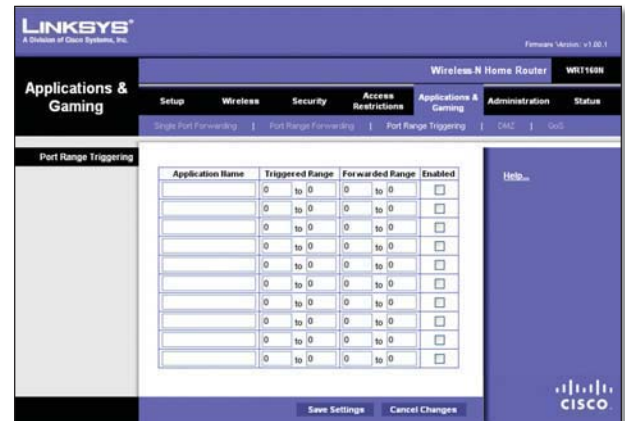 LINKSYS®
A Division of Cisco Systems, Inc.
Firmware Version: v1.00.1
Wireless-N Home Router WRT160N
Applications & Gaming
Setup Wireless Security Access Restrictions Applications & Gaming Administration Status
Single Port Forwarding | Port Range Forwarding | Port Range Triggering | DMZ | QoS
Port Range Triggering
Application Name Triggered Range Forwarded Range Enabled
0 to 0 0 to 0
0 to 0 0 to 0
0 to 0 0 to 0
0 to 0 0 to 0
0 to 0 0 to 0
0 to 0 0 to 0
0 to 0 0 to 0
0 to 0 0 to 0
0 to 0 0 to 0
0 to 0 0 to 0
Help...
Save Settings Cancel Changes
CISCO